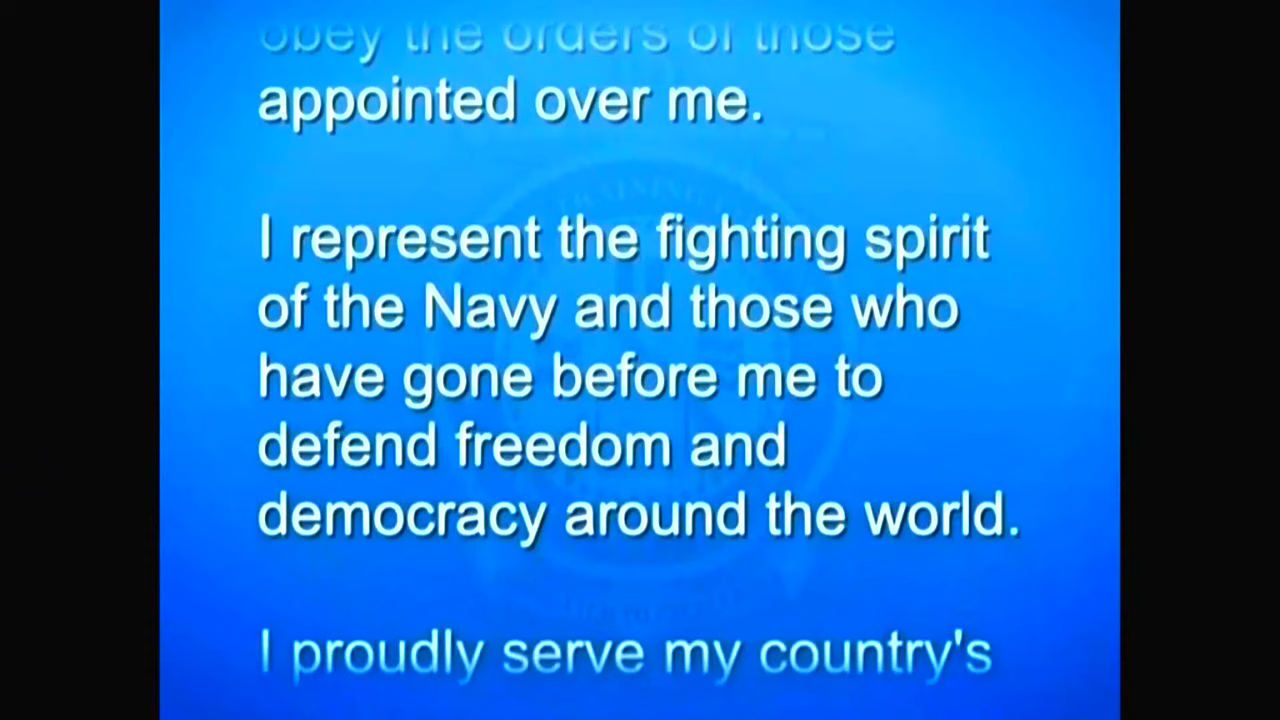 obey the orders of those
appointed over me.
I represent the fighting spirit
of the Navy and those who
have gone before me to
defend freedom and
democracy around the world.
I proudly serve my country's